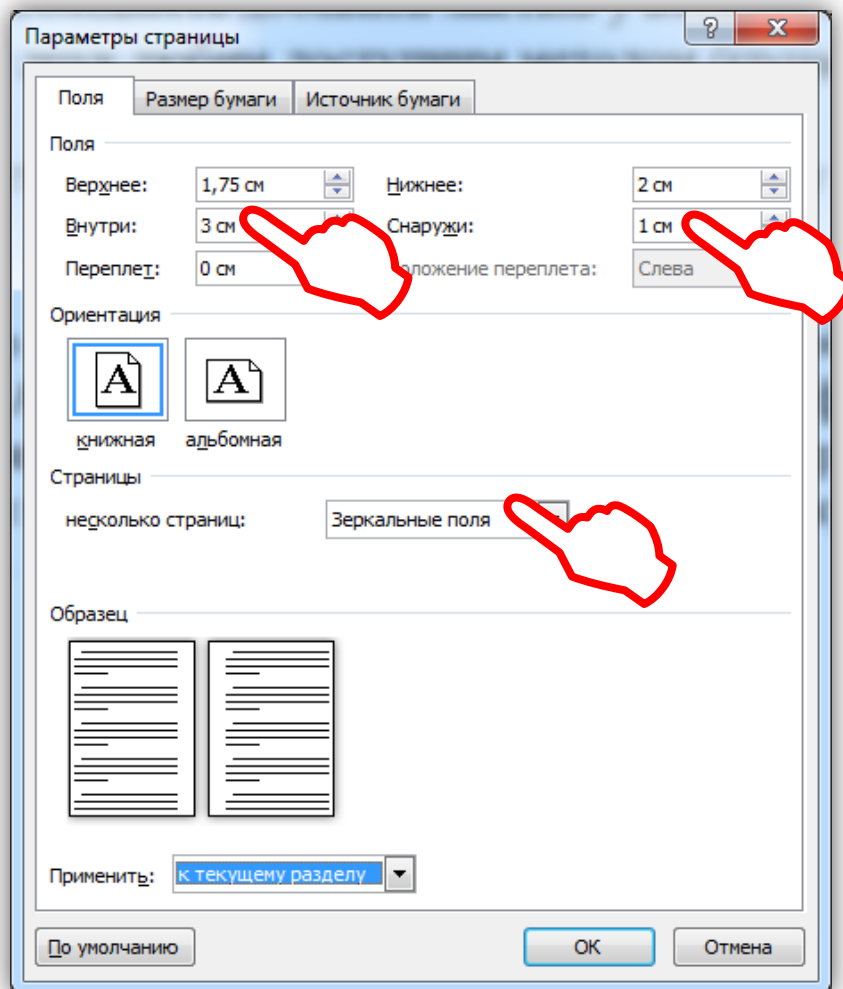 Параметры страницы
Поля Размер бумаги Источник бумаги
Поля
Верхнее: 1,75 см Нижнее: 2 см
Внутри: 3 см Снаружи: 1 см
Переплет: 0 см оложение переплета: Слева
Ориентация
A A
книжная альбомная
Страницы
несколько страниц: Зеркальные поля
Образец
Применить: к текущему разделу
По умолчанию ОК Отмена